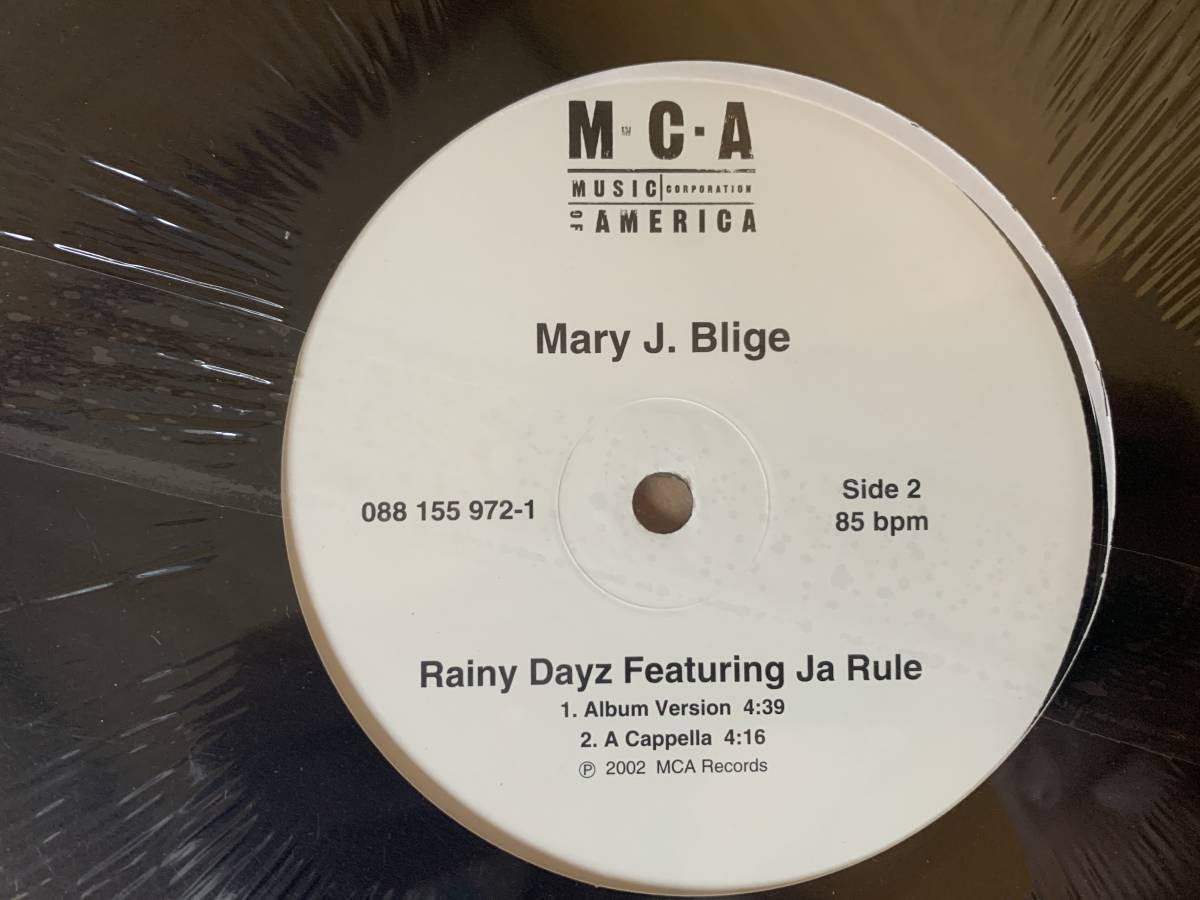 M·C·A
MUSIC CORPORATION
OF AMERICA
Mary J. Blige
088 155 972-1
Side 2
85 bpm
Rainy Dayz Featuring Ja Rule
1. Album Version 4:39
2. A Cappella 4:16
℗ 2002 MCA Records